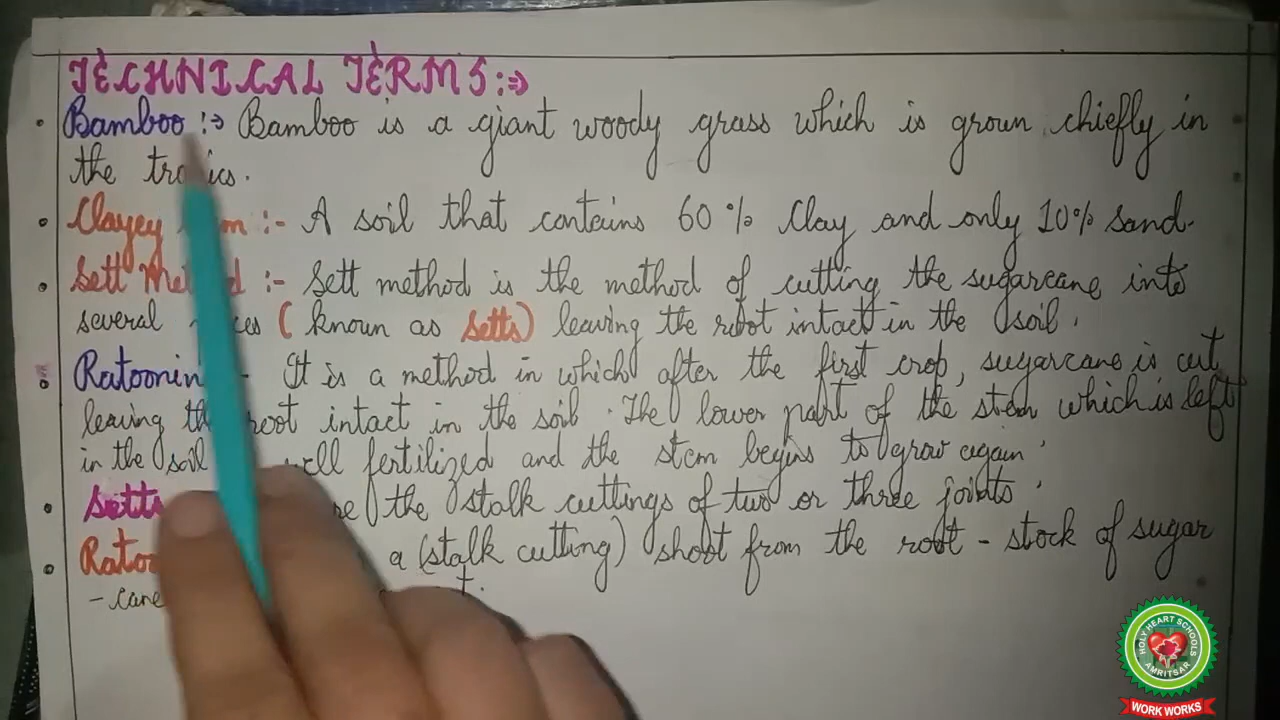 TECHNICAL TERMS :⇒
• Bamboo :⇒ Bamboo is a giant woody grass which is grown chiefly in
the tropics.
• Clayey :- A soil that contains 60% Clay and only 10% sand.
• Sett Method :- Sett method is the method of cutting the sugarcane into
several (known as Setts) leaving the root intact in the soil.
• Ratoonin - It is a method in which after the first crop, sugarcane is cut
leaving the root intact in the soil. The lower part of the stem which is left
in the soil well fertilized and the stem begins to grow again.
• Setts the stalk cuttings of two or three joints.
• a (stalk cutting) shoot from the root - stock of sugar
- cane
HOLY HEART SCHOOLS
AMRITSAR
WORK WORKS